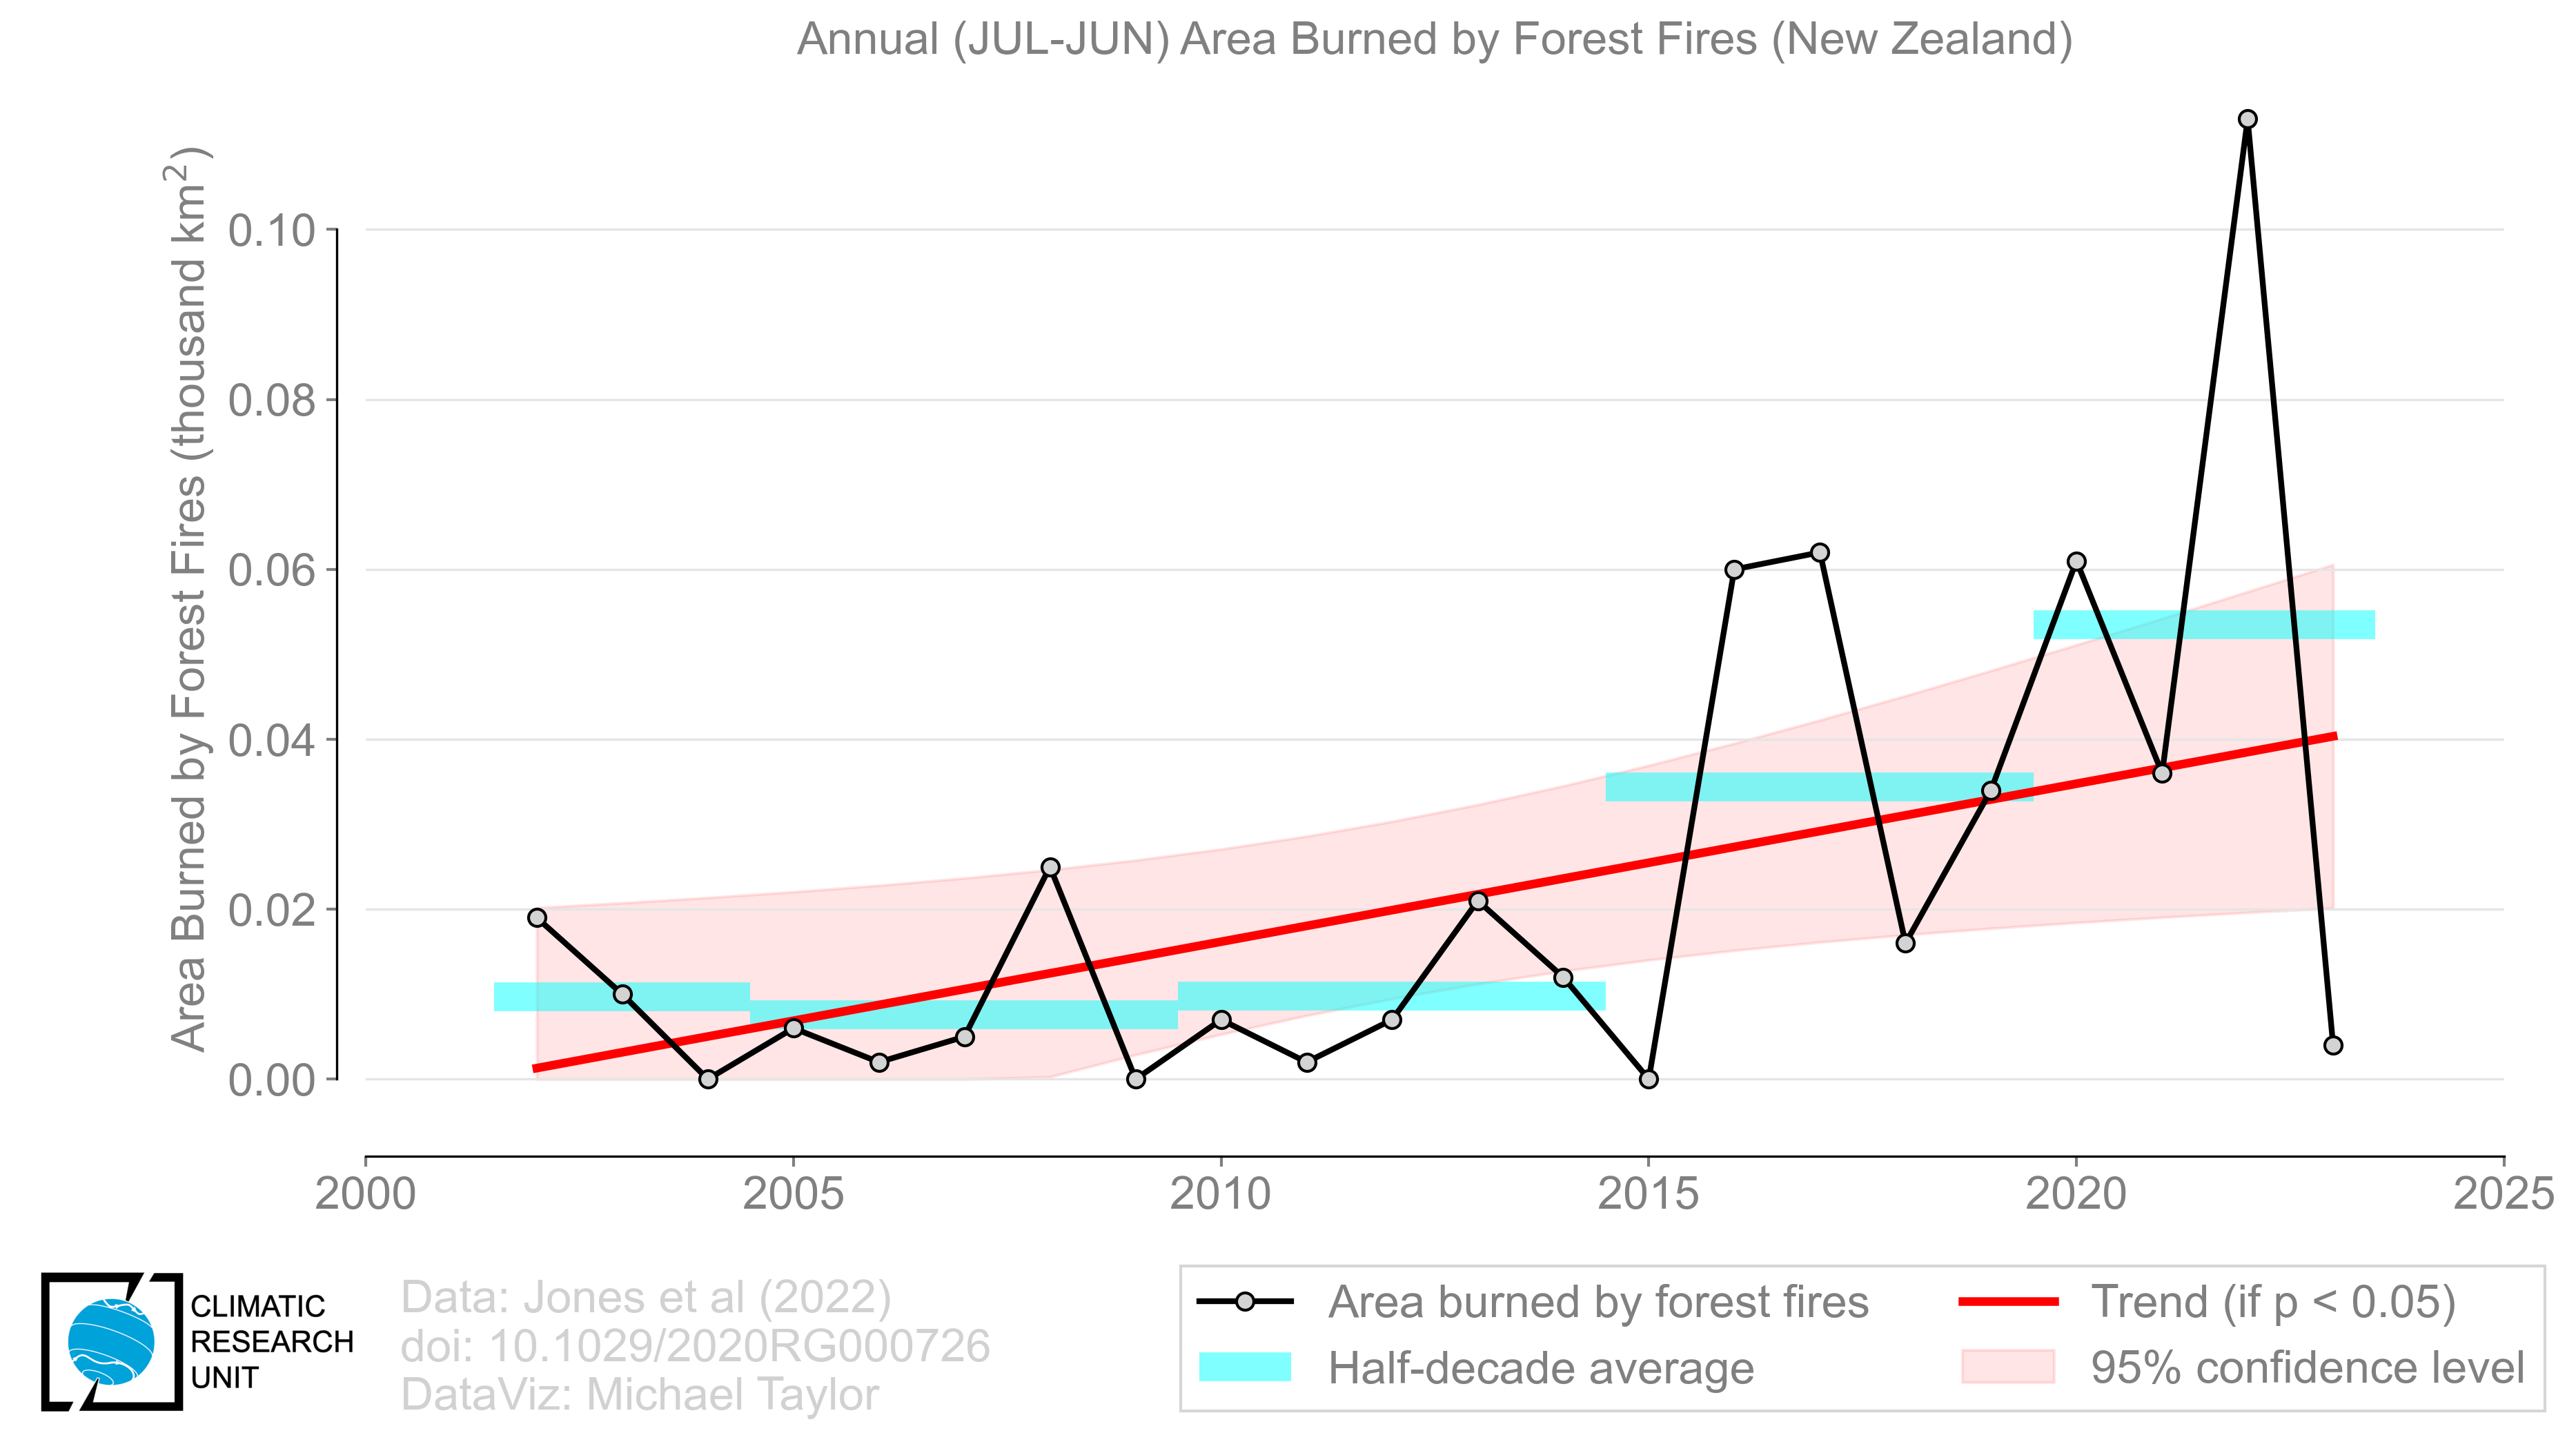 Annual (JUL-JUN) Area Burned by Forest Fires (New Zealand)
Area Burned by Forest Fires (thousand km²)
0.10
0.08
0.06
0.04
0.02
0.00
2000 2005 2010 2015 2020 2025
CLIMATIC
RESEARCH
UNIT
Data: Jones et al (2022)
doi: 10.1029/2020RG000726
DataViz: Michael Taylor
Area burned by forest fires
Half-decade average
Trend (if p < 0.05)
95% confidence level